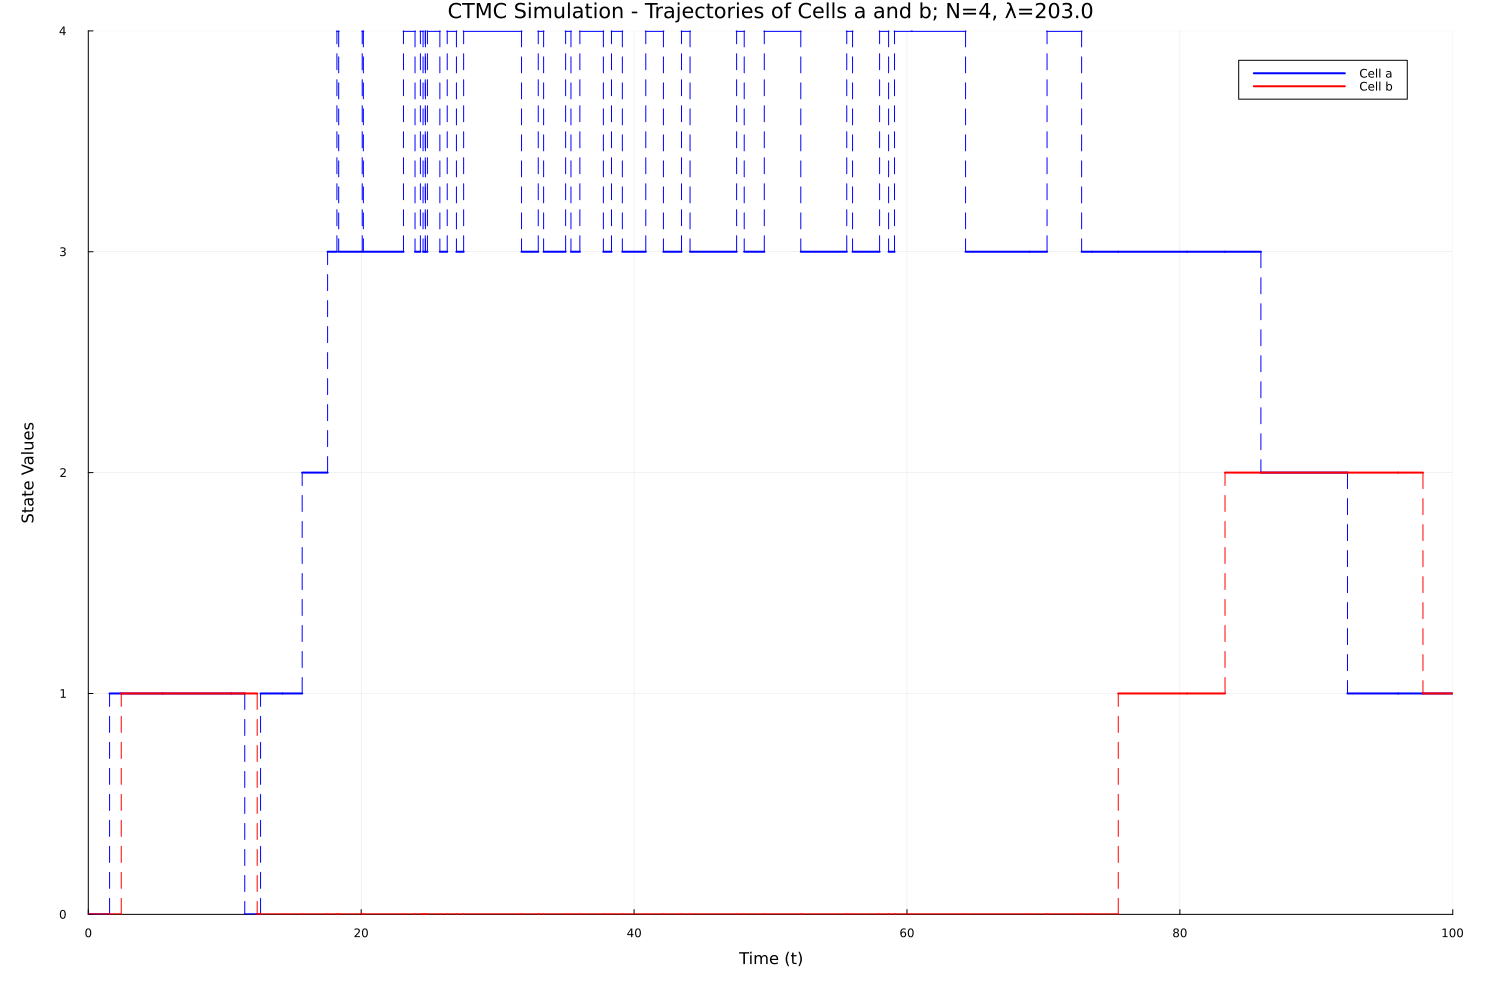 CTMC Simulation - Trajectories of Cells a and b; N=4, λ=203.0
4
3
2
1
0
State Values
Cell a
Cell b
0 20 40 60 80 100
Time (t)